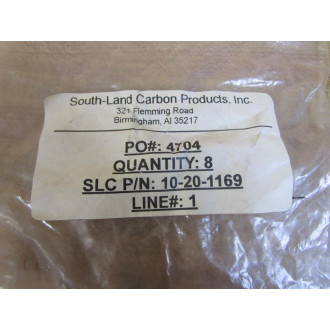 South-Land Carbon Products, Inc.
321 Flemming Road
Birmingham, Al 35217
PO#: 4704
QUANTITY: 8
SLC P/N: 10-20-1169
LINE#: 1